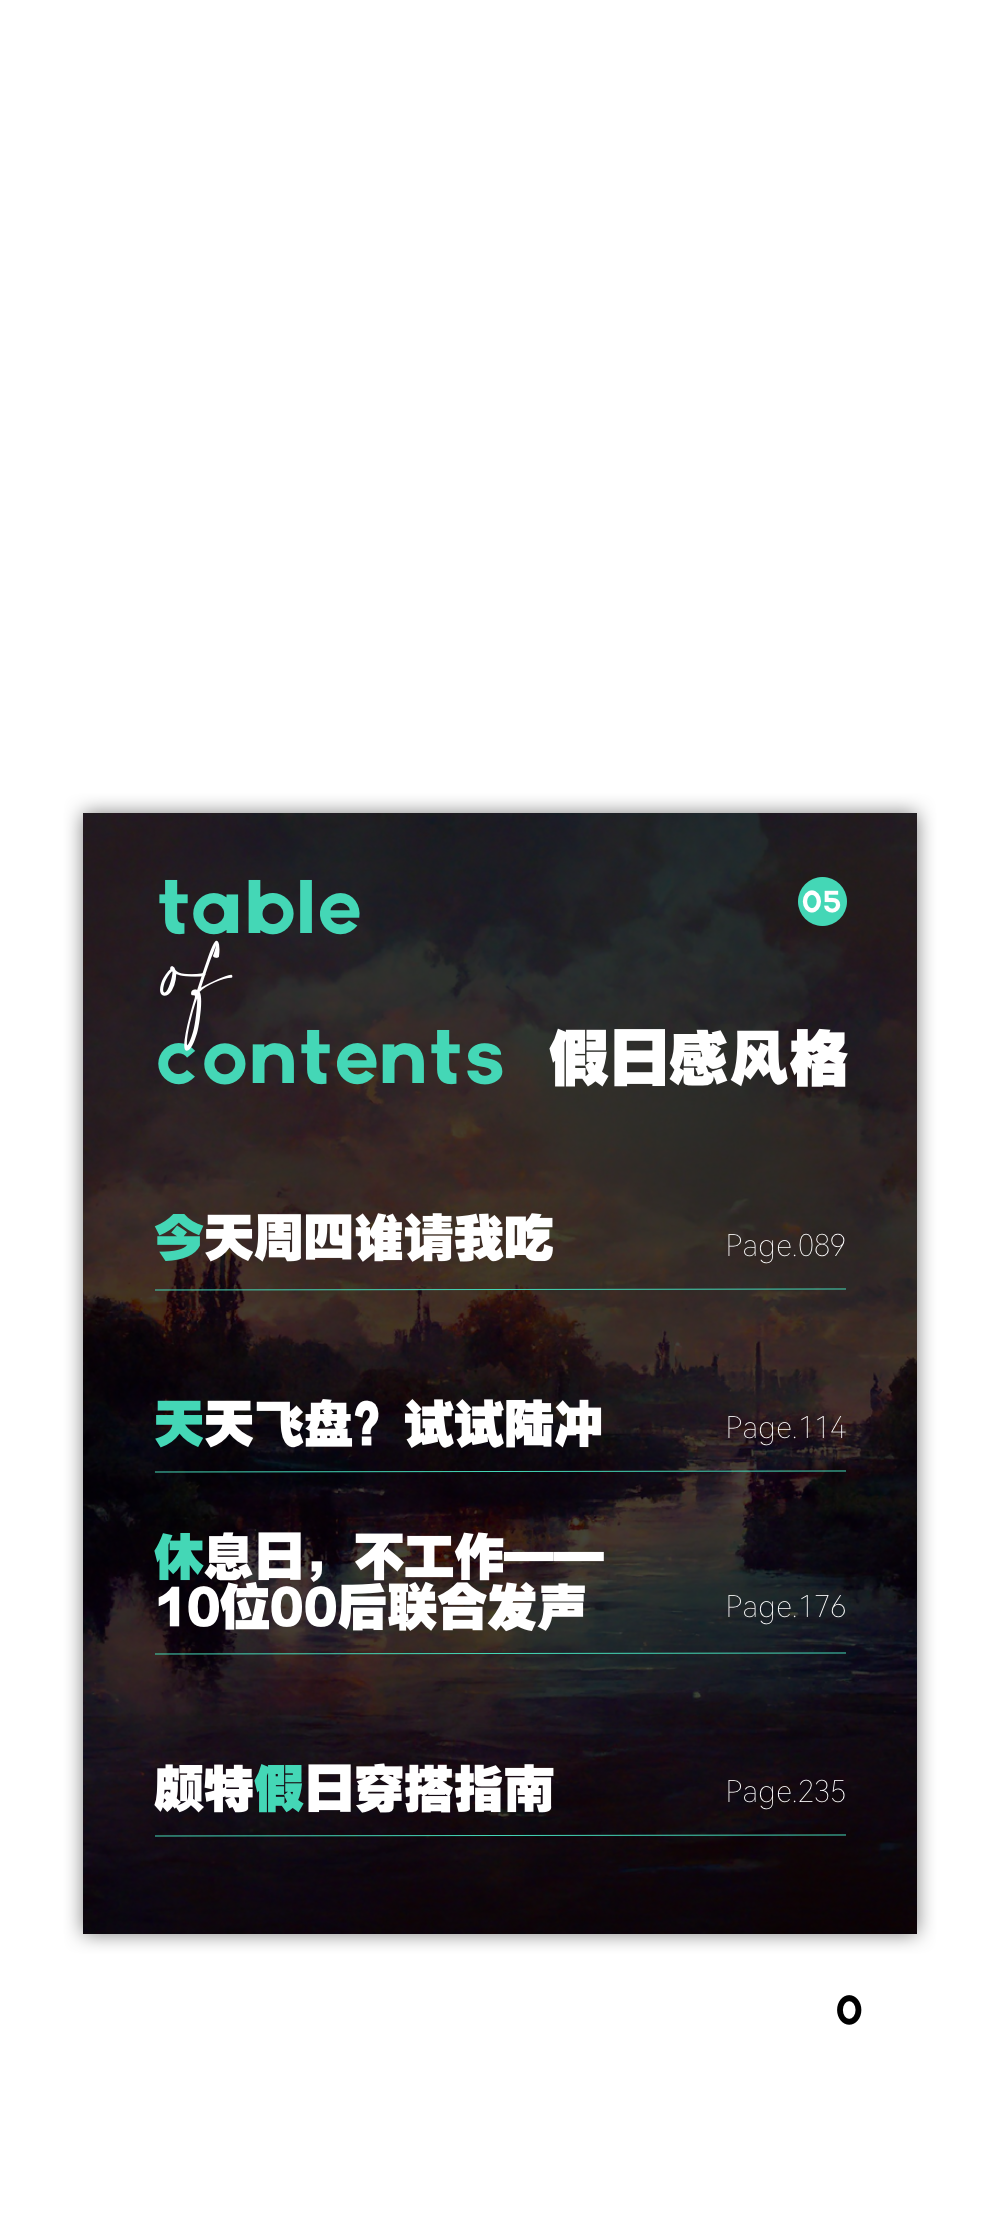 table
05
of
contents
假日感风格
今天周四谁请我吃
Page.089
天天飞盘？试试陆冲
Page.114
休息日，不工作——
10位00后联合发声
Page.176
颇特假日穿搭指南
Page.235
0